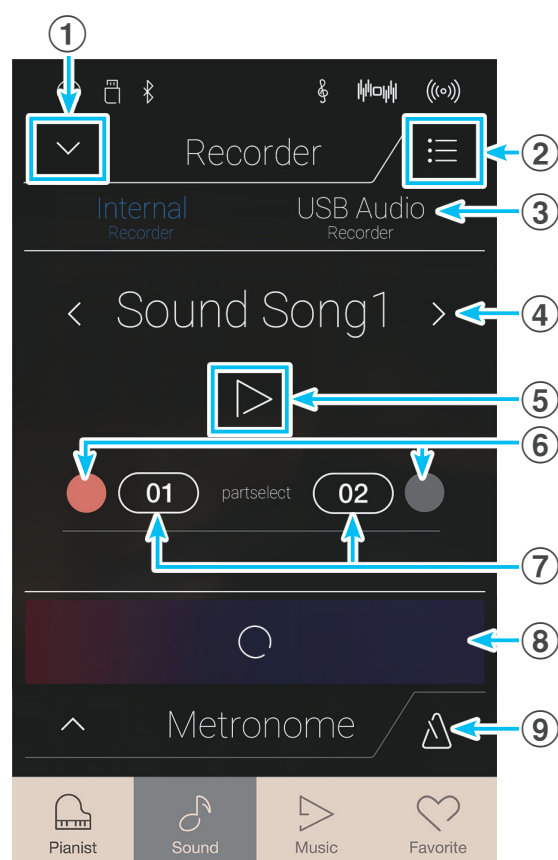 1
Recorder
2
Internal
Recorder
USB Audio
Recorder
3
Sound Song1
4
5
6
01
partselect
02
7
8
Metronome
9
Pianist
Sound
Music
Favorite